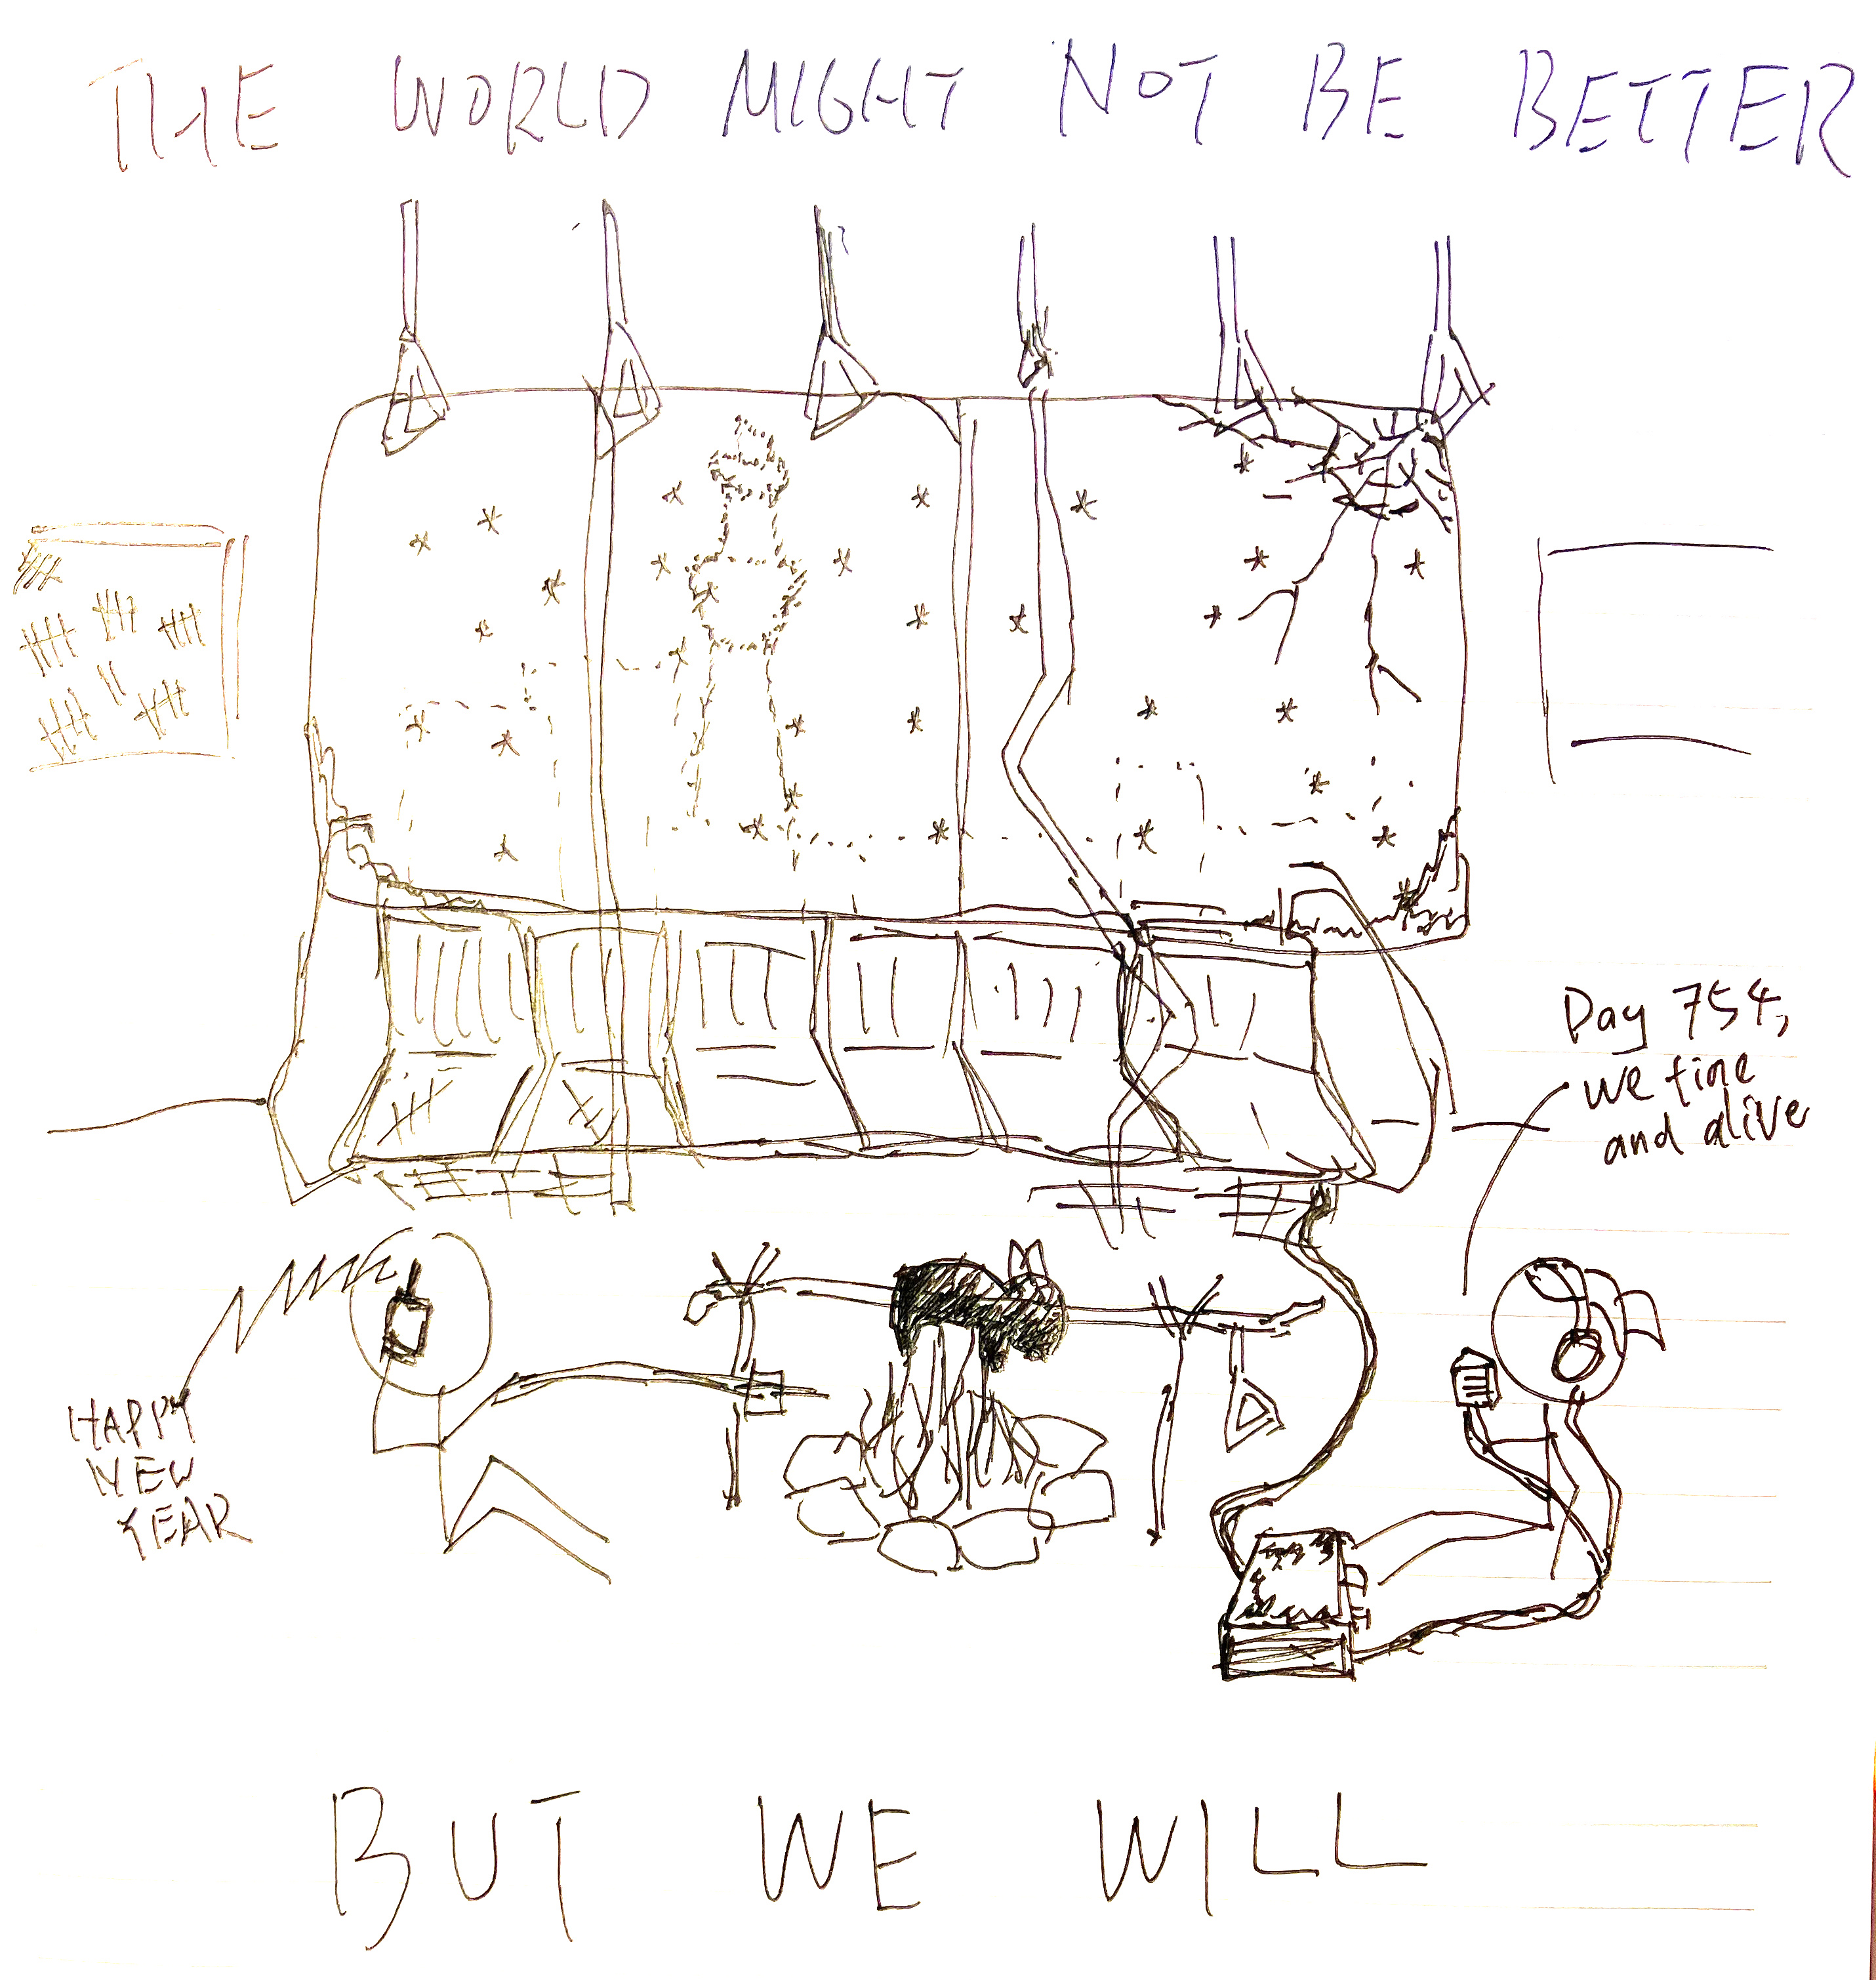 THE WORLD MIGHT NOT BE BETTER
Day 754,
we fine
and alive
HAPPY
NEW
YEAR
BUT WE WILL